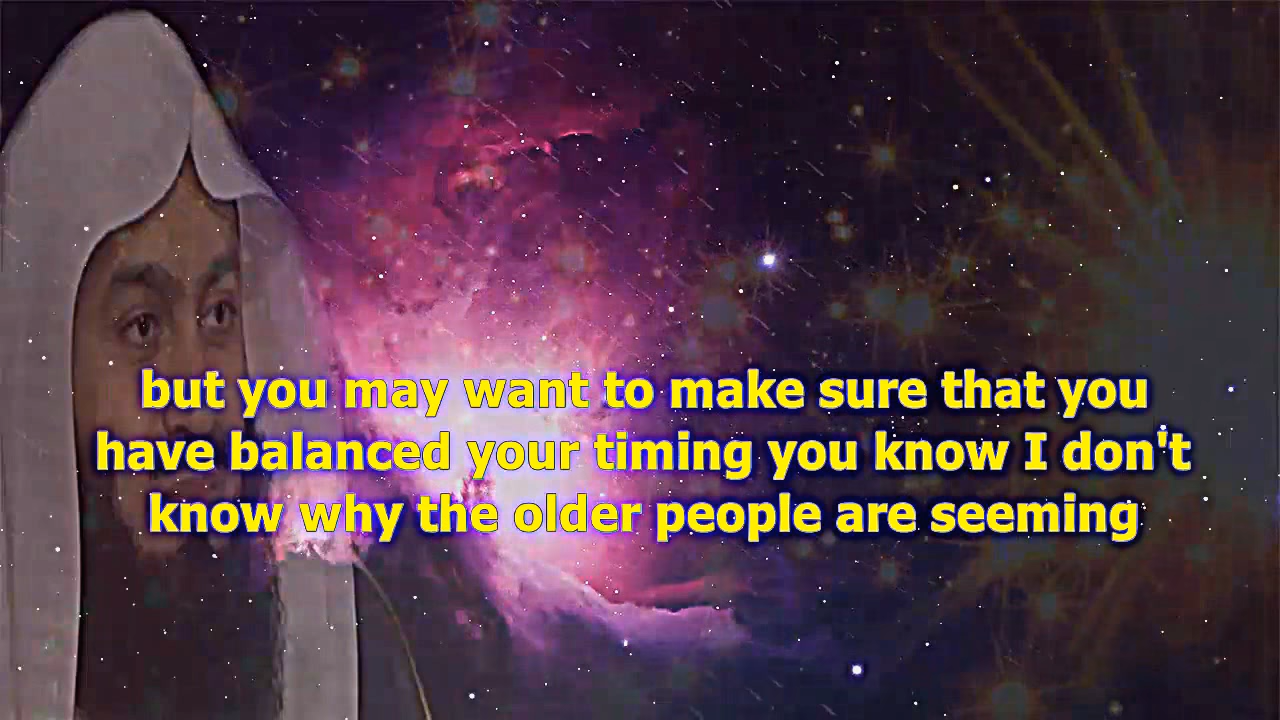 but you may want to make sure that you
have balanced your timing you know I don't
know why the older people are seeming